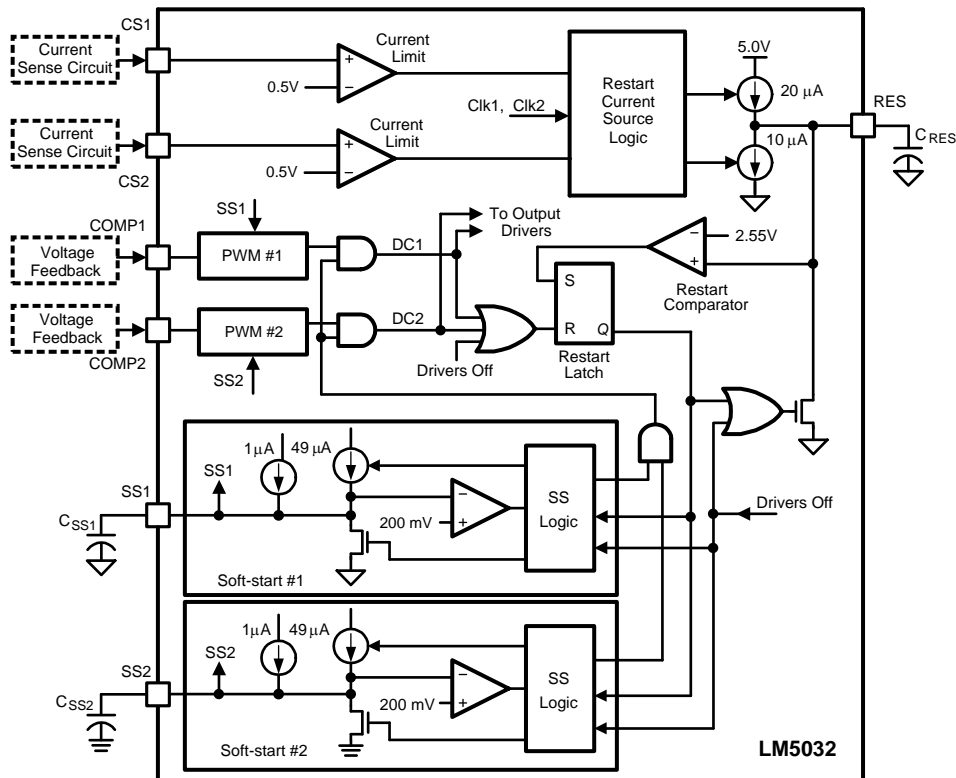 CS1
Current
Sense Circuit
Current
Limit
+
−
0.5V
Current
Sense Circuit
CS2
Current
Limit
+
−
0.5V
Clk1, Clk2
Restart
Current
Source
Logic
5.0V
20 μA
10 μA
RES
CRES
COMP1
Voltage
Feedback
SS1
PWM #1
DC1
To Output
Drivers
Voltage
Feedback
COMP2
PWM #2
SS2
DC2
Drivers Off
S
R
Q
Restart
Latch
−
+
2.55V
Restart
Comparator
Drivers Off
SS1
CSS1
SS1
1μA
49 μA
200 mV
−
+
SS
Logic
Soft-start #1
SS2
CSS2
SS2
1μA
49 μA
200 mV
−
+
SS
Logic
Soft-start #2
LM5032